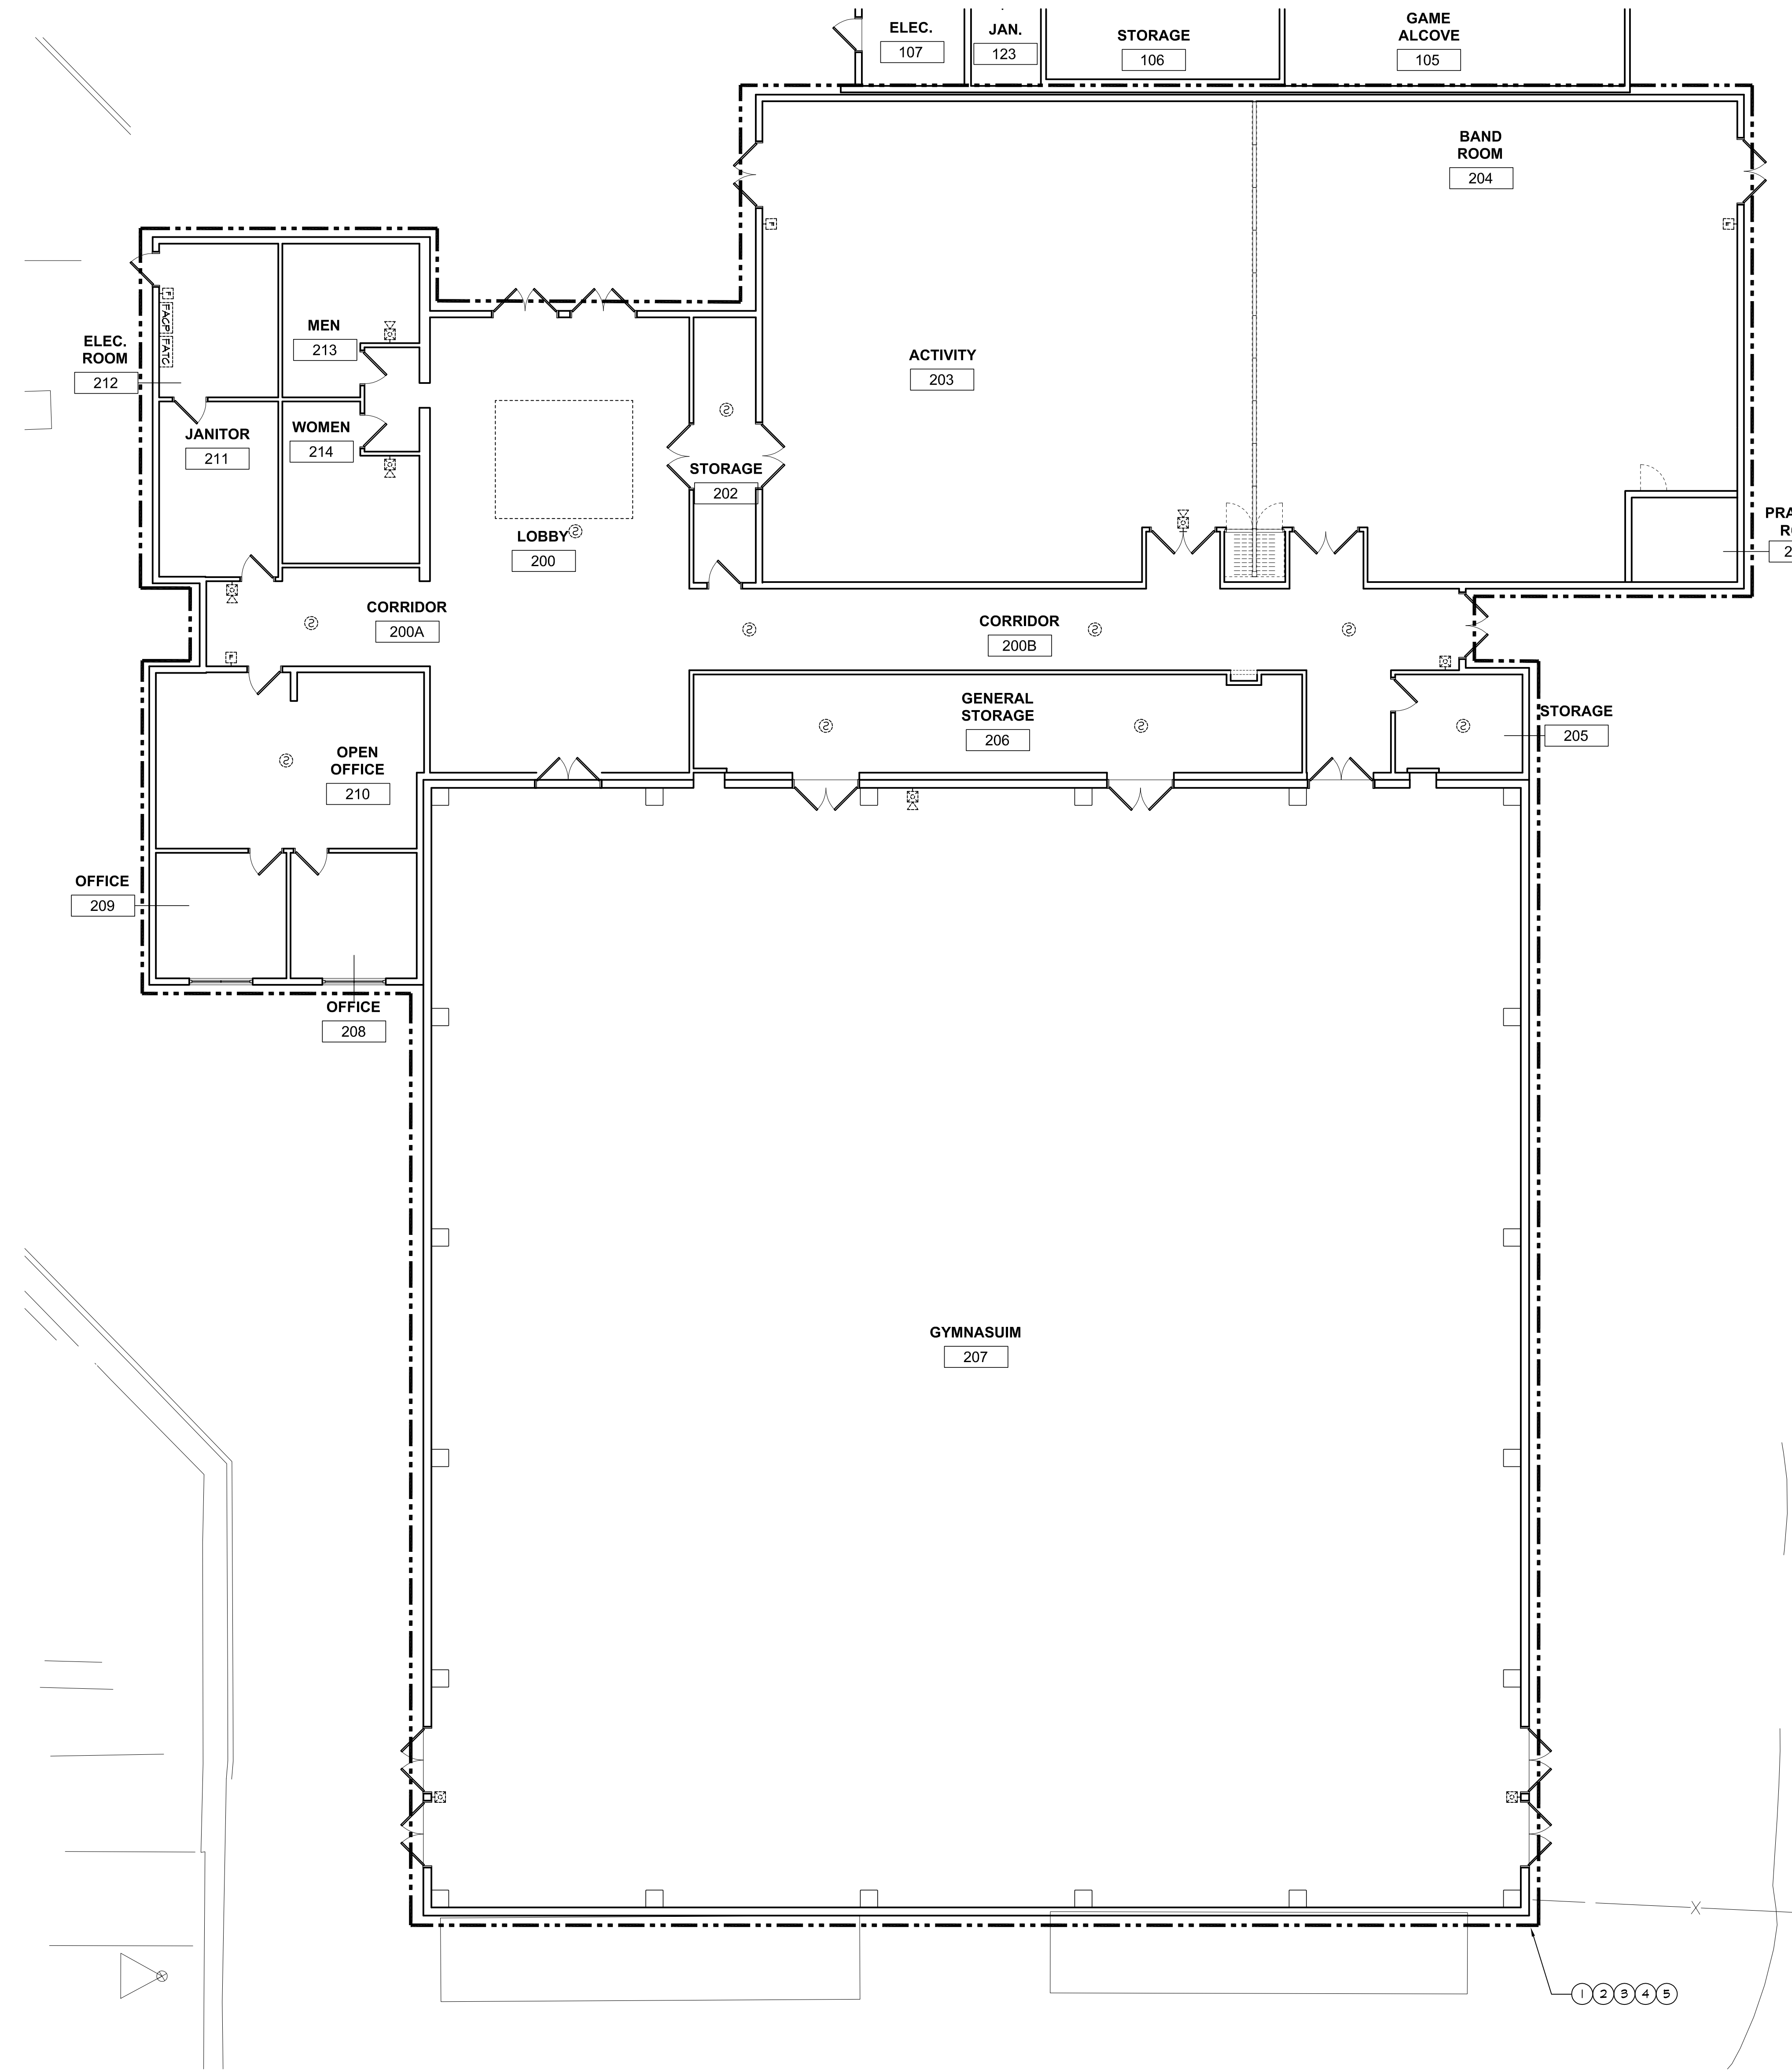 ELEC.
107
JAN.
123
STORAGE
106
GAME
ALCOVE
105
BAND
ROOM
204
F
F
F
FACP
FATC
MEN
213
ELEC.
ROOM
212
ACTIVITY
203
JANITOR
211
WOMEN
214
S
STORAGE
202
LOBBY
200
S
PRA
R
2
CORRIDOR
200A
S
S
CORRIDOR
200B
S
S
F
GENERAL
STORAGE
206
S
S
S
STORAGE
205
OPEN
OFFICE
210
S
OFFICE
209
OFFICE
208
GYMNASUIM
207
X
1 2 3 4 5